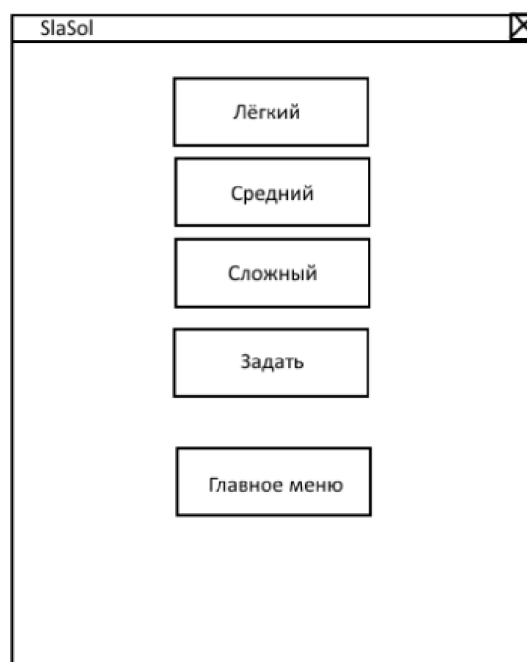 SlaSol
Лёгкий
Средний
Сложный
Задать
Главное меню